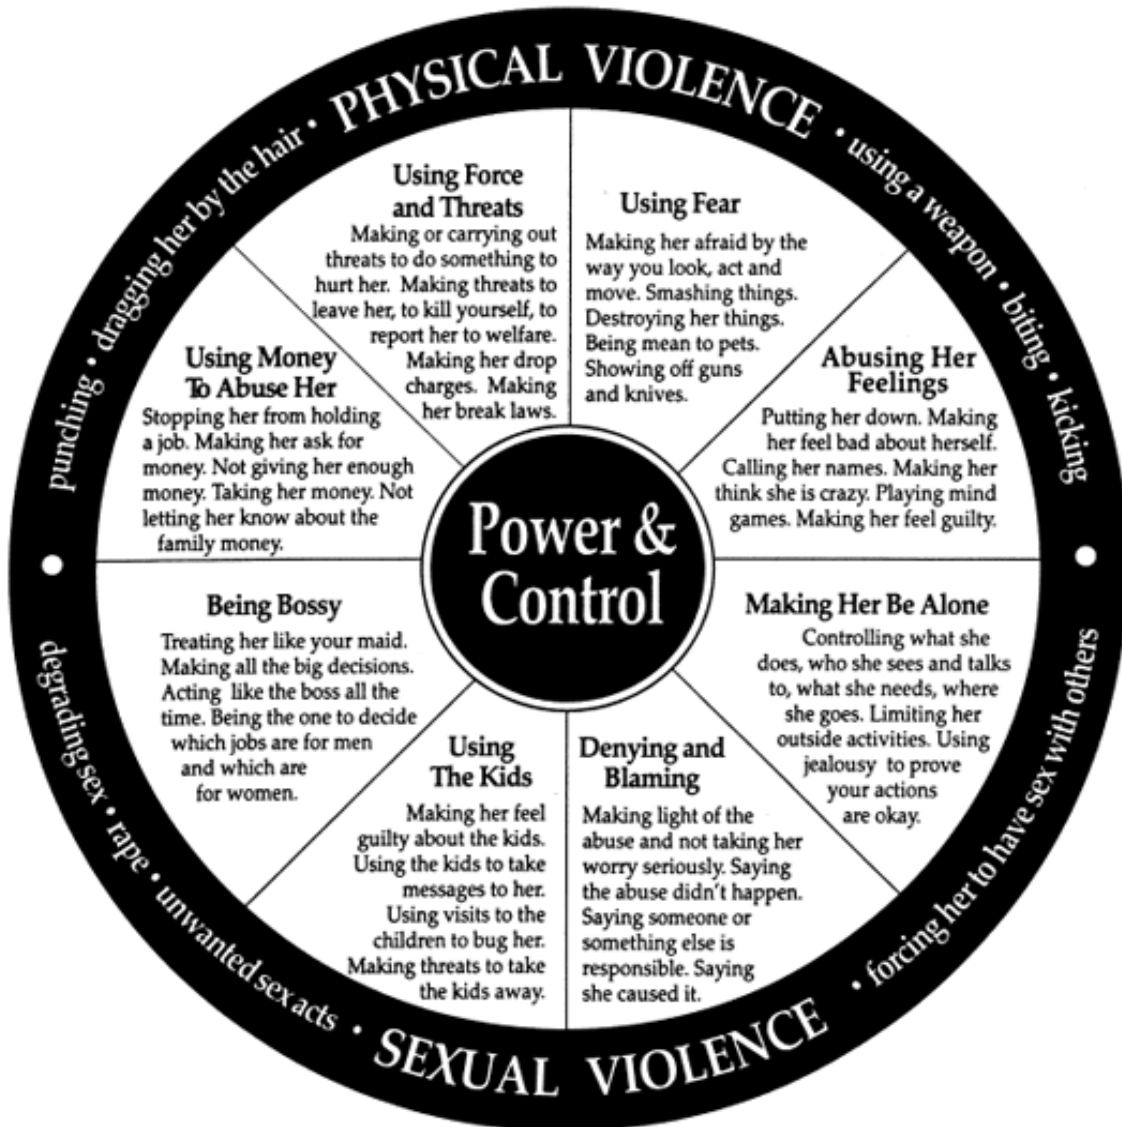 PHYSICAL VIOLENCE
• using a weapon • biting • kicking
punching • dragging her by the hair •
Using Force
and Threats
Making or carrying out
threats to do something to
hurt her. Making threats to
leave her, to kill yourself, to
report her to welfare.
Making her drop
charges. Making
her break laws.
Using Fear
Making her afraid by the
way you look, act and
move. Smashing things.
Destroying her things.
Being mean to pets.
Showing off guns
and knives.
Abusing Her
Feelings
Putting her down. Making
her feel bad about herself.
Calling her names. Making her
think she is crazy. Playing mind
games. Making her feel guilty.
Making Her Be Alone
Controlling what she
does, who she sees and talks
to, what she needs, where
she goes. Limiting her
outside activities. Using
jealousy to prove
your actions
are okay.
Denying and
Blaming
Making light of the
abuse and not taking her
worry seriously. Saying
the abuse didn't happen.
Saying someone or
something else is
responsible. Saying
she caused it.
Using
The Kids
Making her feel
guilty about the kids.
Using the kids to take
messages to her.
Using visits to the
children to bug her.
Making threats to take
the kids away.
Being Bossy
Treating her like your maid.
Making all the big decisions.
Acting like the boss all the
time. Being the one to decide
which jobs are for men
and which are
for women.
Using Money
To Abuse Her
Stopping her from holding
a job. Making her ask for
money. Not giving her enough
money. Taking her money. Not
letting her know about the
family money.
Power &
Control
degrading sex • rape • unwanted sex acts •
SEXUAL VIOLENCE
• forcing her to have sex with others